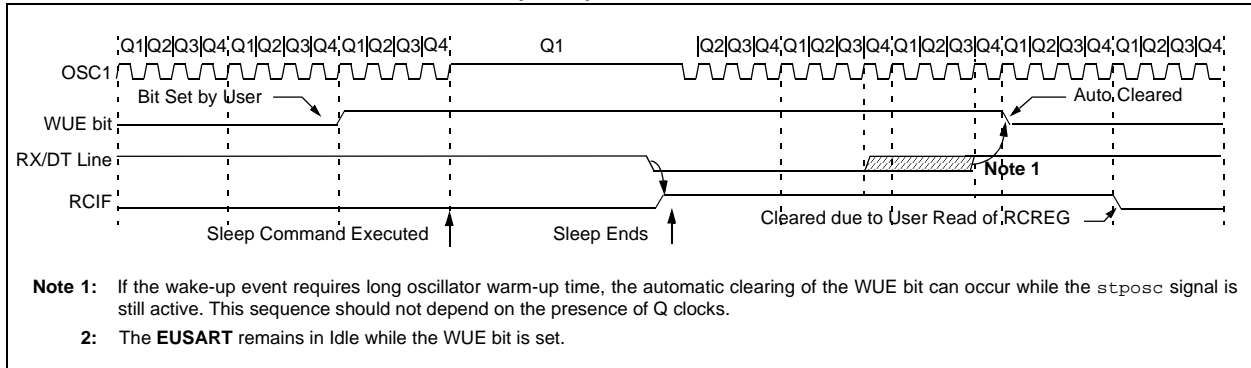 Q1|Q2|Q3|Q4|Q1|Q2|Q3|Q4|Q1|Q2|Q3|Q4 Q1 |Q2|Q3|Q4|Q1|Q2|Q3|Q4|Q1|Q2|Q3|Q4|Q1|Q2|Q3|Q4|Q1|Q2|Q3|Q4
OSC1
Bit Set by User Auto Cleared
WUE bit
RX/DT Line
Note 1
RCIF
Cleared due to User Read of RCREG
Sleep Command Executed Sleep Ends
Note 1: If the wake-up event requires long oscillator warm-up time, the automatic clearing of the WUE bit can occur while the stposc signal is
still active. This sequence should not depend on the presence of Q clocks.
2: The EUSART remains in Idle while the WUE bit is set.